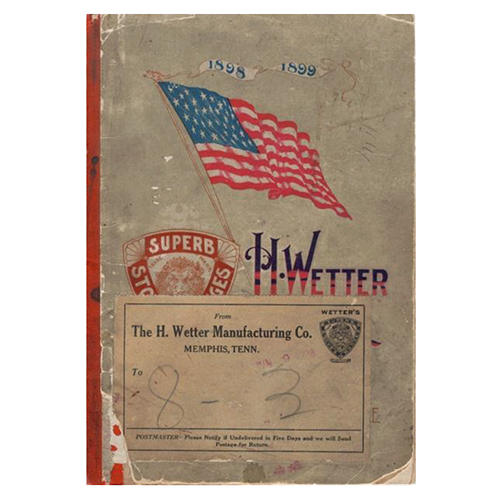 1898 1899
SUPERB
H. WETTER
From
The H. Wetter Manufacturing Co.
MEMPHIS, TENN.
WETTER'S
To
8 - 3
POSTMASTER—Please Notify if Undelivered in Five Days and we will Send
Postage for Return.